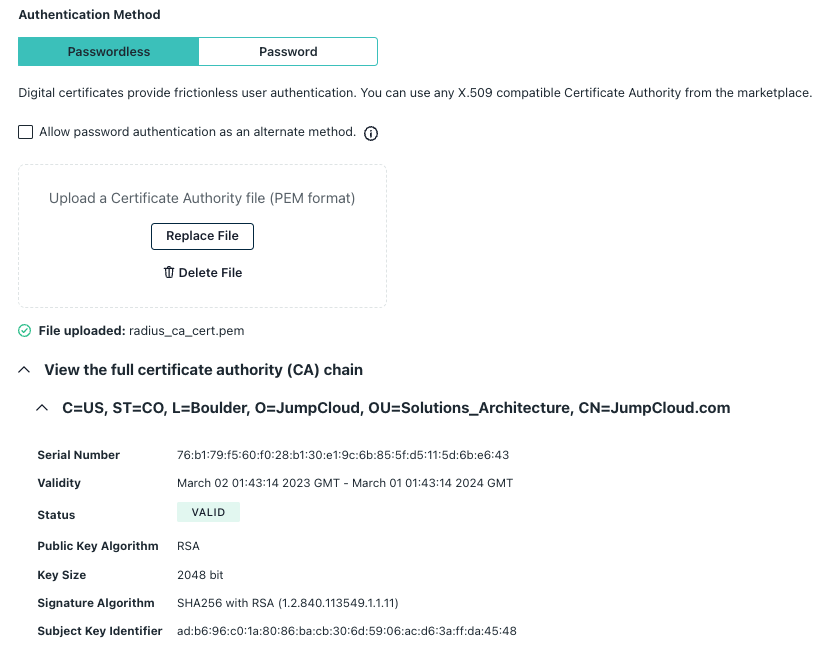 Authentication Method
Passwordless Password
Digital certificates provide frictionless user authentication. You can use any X.509 compatible Certificate Authority from the marketplace.
Allow password authentication as an alternate method.
Upload a Certificate Authority file (PEM format)
Replace File
Delete File
File uploaded: radius_ca_cert.pem
View the full certificate authority (CA) chain
C=US, ST=CO, L=Boulder, O=JumpCloud, OU=Solutions_Architecture, CN=JumpCloud.com
Serial Number 76:b1:79:f5:60:f0:28:b1:30:e1:9c:6b:85:5f:d5:11:5d:6b:e6:43
Validity March 02 01:43:14 2023 GMT - March 01 01:43:14 2024 GMT
Status VALID
Public Key Algorithm RSA
Key Size 2048 bit
Signature Algorithm SHA256 with RSA (1.2.840.113549.1.1.11)
Subject Key Identifier ad:b6:96:c0:1a:80:86:ba:cb:30:6d:59:06:ac:d6:3a:ff:da:45:48